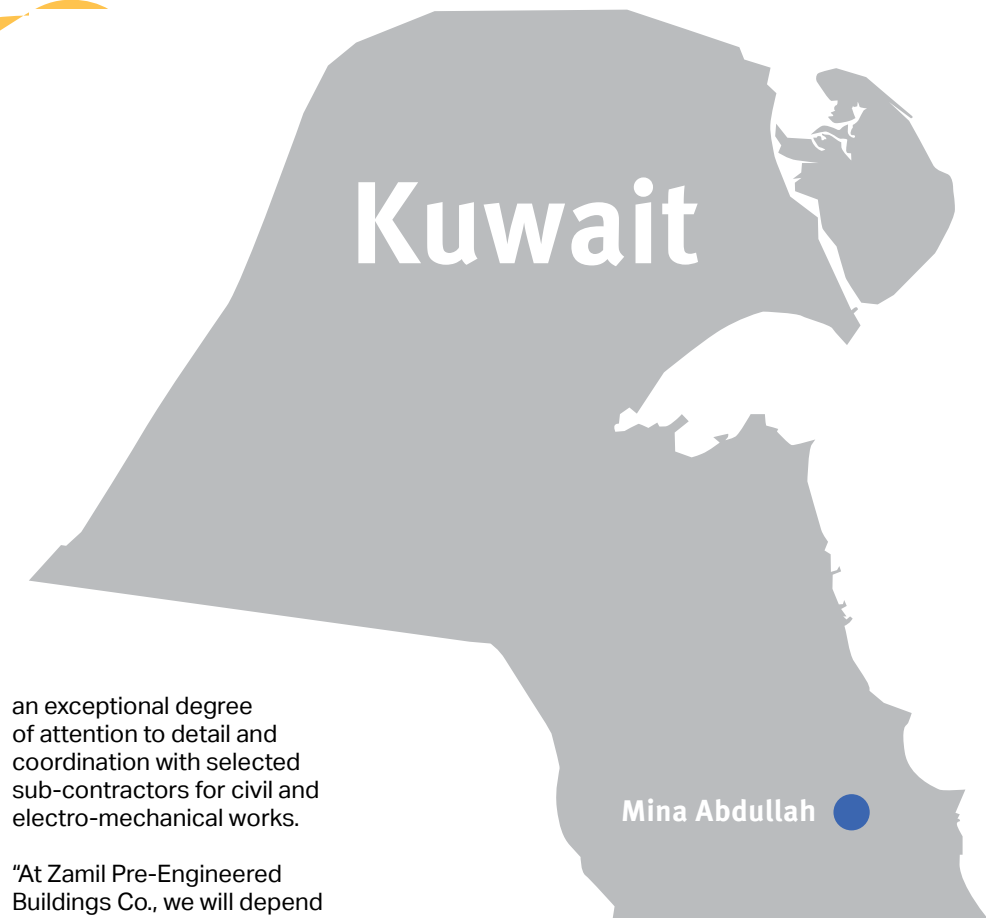 Kuwait
Mina Abdullah
an exceptional degree
of attention to detail and
coordination with selected
sub-contractors for civil and
electro-mechanical works.
“At Zamil Pre-Engineered
Buildings Co., we will depend